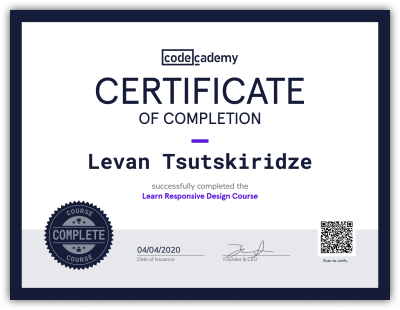 codecademy
CERTIFICATE
OF COMPLETION
Levan Tsutskiridze
successfully completed the
Learn Responsive Design Course
COURSE
COMPLETE
COURSE
04/04/2020
Date of Issuance
Founder & CEO
Scan to verify